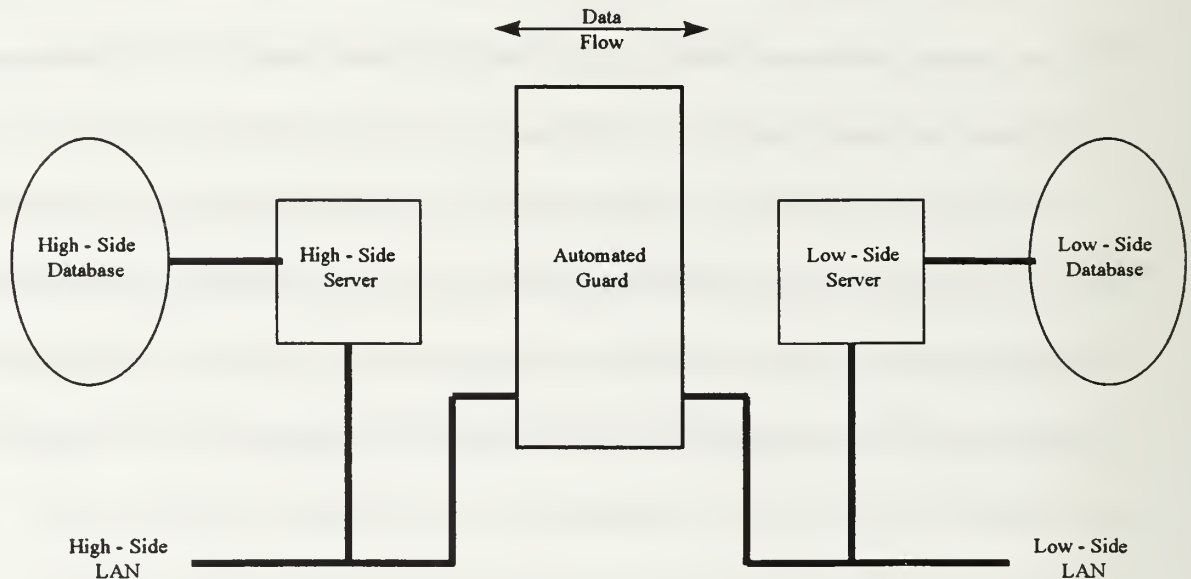 Data
Flow
High - Side
Database
High - Side
Server
Automated
Guard
Low - Side
Server
Low - Side
Database
High - Side
LAN
Low - Side
LAN